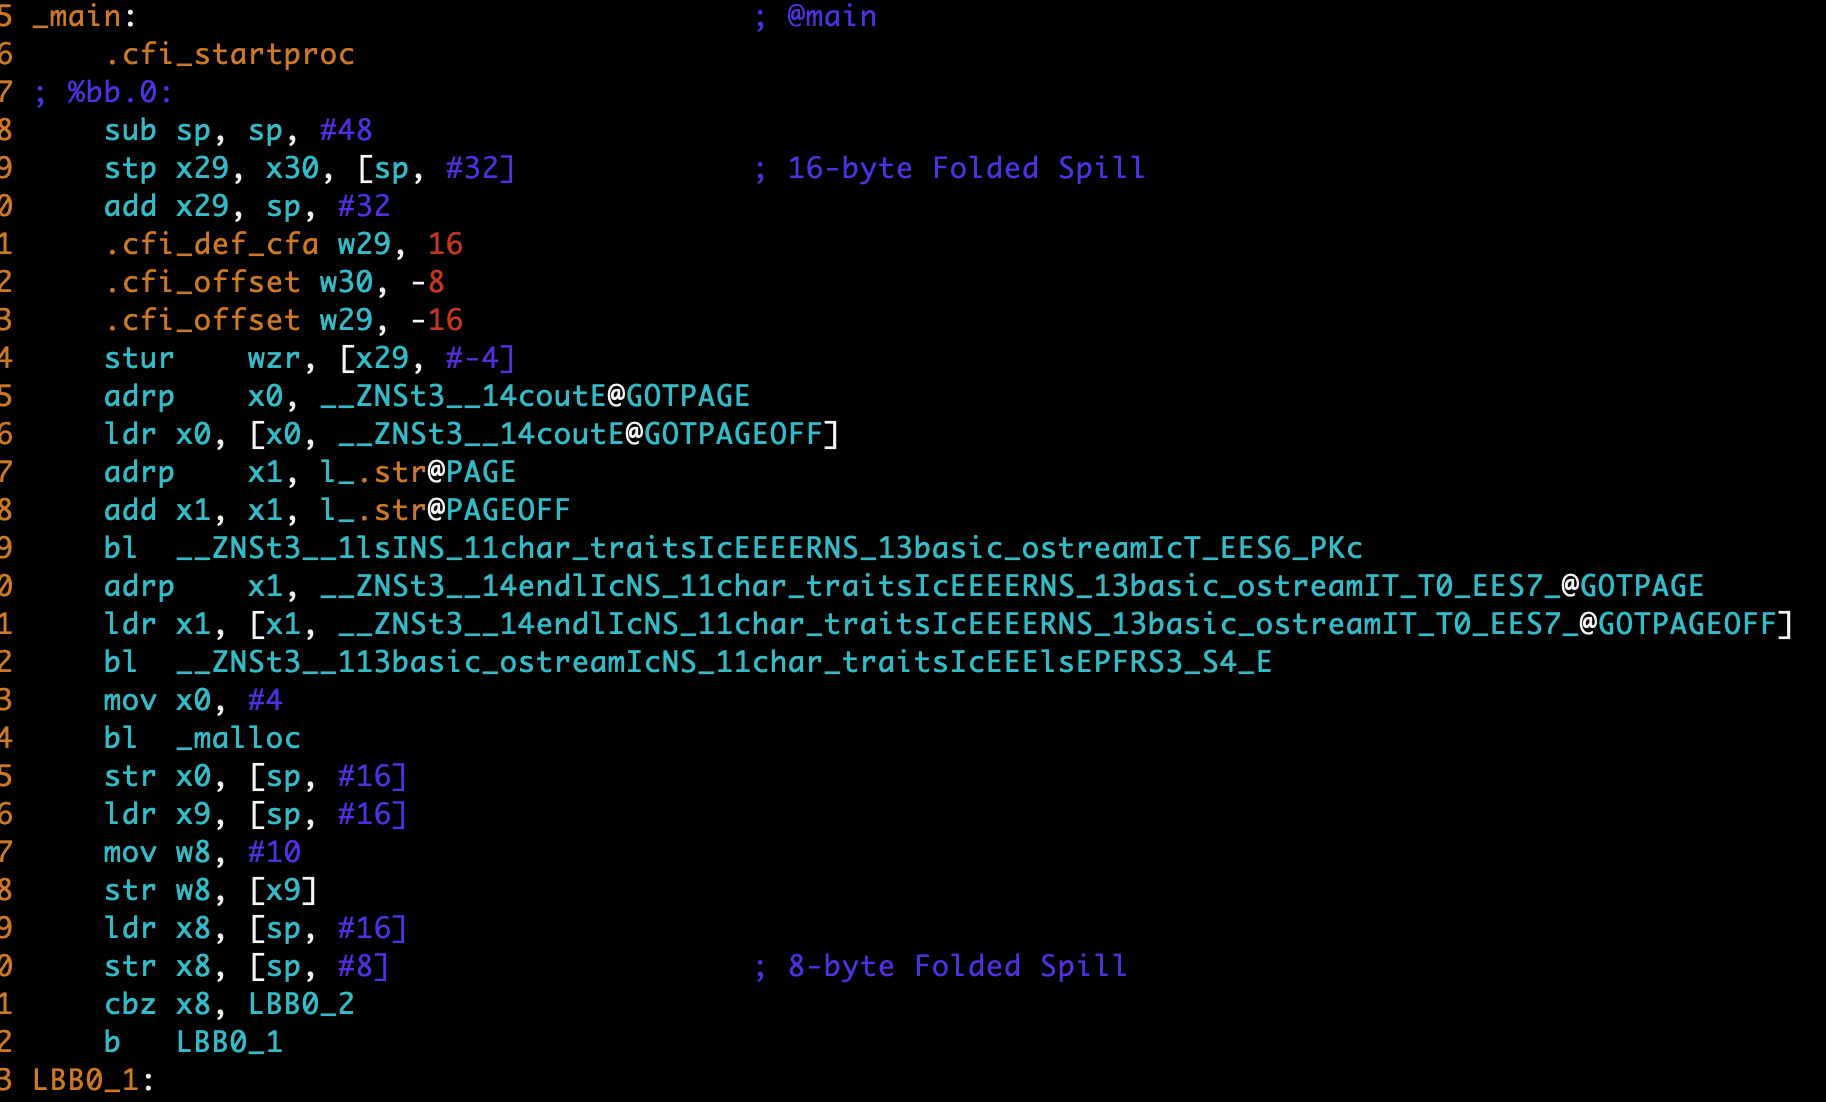 5 _main: ; @main
6 .cfi_startproc
7 ; %bb.0:
8 sub sp, sp, #48
9 stp x29, x30, [sp, #32] ; 16-byte Folded Spill
0 add x29, sp, #32
1 .cfi_def_cfa w29, 16
2 .cfi_offset w30, -8
3 .cfi_offset w29, -16
4 stur wzr, [x29, #-4]
5 adrp x0, __ZNSt3__14coutE@GOTPAGE
6 ldr x0, [x0, __ZNSt3__14coutE@GOTPAGEOFF]
7 adrp x1, l_.str@PAGE
8 add x1, x1, l_.str@PAGEOFF
9 bl __ZNSt3__1lsINS_11char_traitsIcEEEERNS_13basic_ostreamIcT_EES6_PKc
0 adrp x1, __ZNSt3__14endlIcNS_11char_traitsIcEEEERNS_13basic_ostreamIT_T0_EES7_@GOTPAGE
1 ldr x1, [x1, __ZNSt3__14endlIcNS_11char_traitsIcEEEERNS_13basic_ostreamIT_T0_EES7_@GOTPAGEOFF]
2 bl __ZNSt3__113basic_ostreamIcNS_11char_traitsIcEEElsEPFRS3_S4_E
3 mov x0, #4
4 bl _malloc
5 str x0, [sp, #16]
6 ldr x9, [sp, #16]
7 mov w8, #10
8 str w8, [x9]
9 ldr x8, [sp, #16]
0 str x8, [sp, #8] ; 8-byte Folded Spill
1 cbz x8, LBB0_2
2 b LBB0_1
3 LBB0_1: